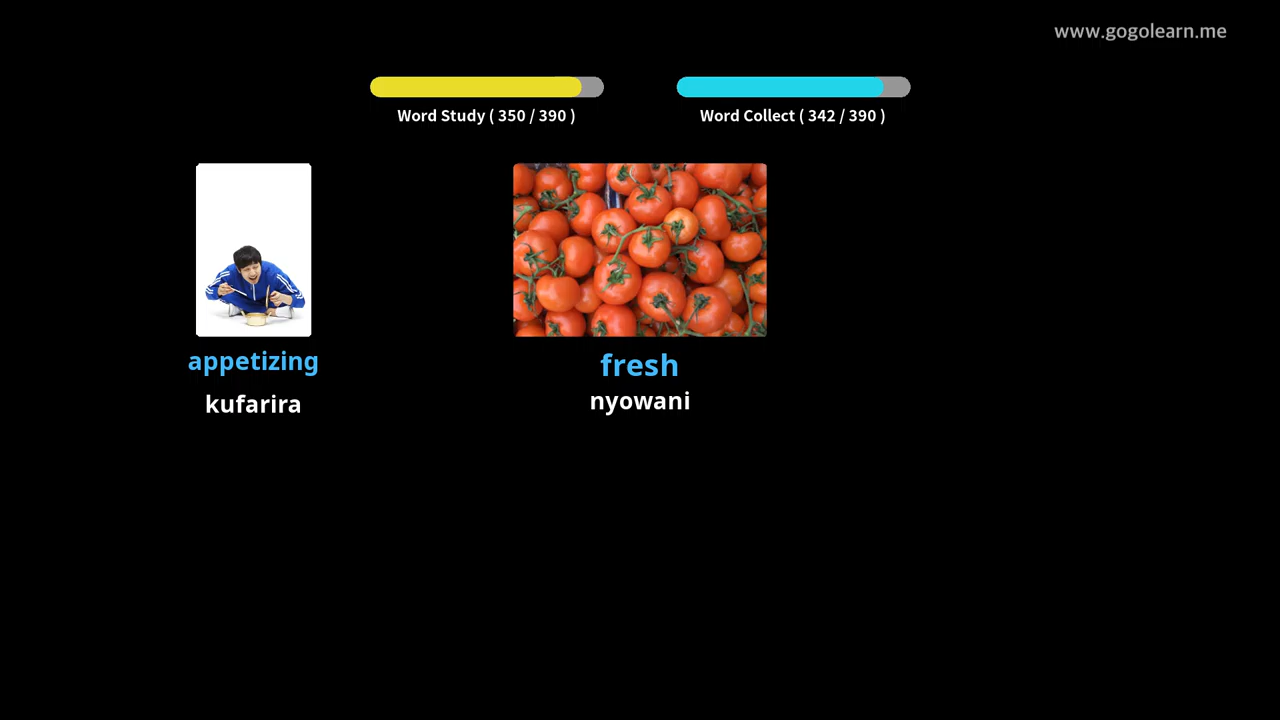 www.gogolearn.me
Word Study ( 350 / 390 )
Word Collect ( 342 / 390 )
appetizing
kufarira
fresh
nyowani